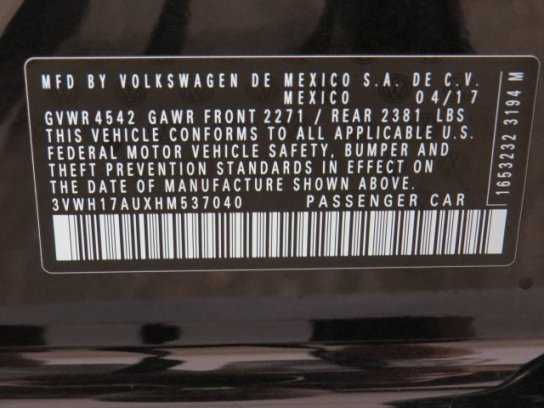 MFD BY VOLKSWAGEN DE MEXICO S.A. DE C.V.
MEXICO 04/17
GVWR 4542 GAWR FRONT 2271 / REAR 2381 LBS
THIS VEHICLE CONFORMS TO ALL APPLICABLE U.S.
FEDERAL MOTOR VEHICLE SAFETY, BUMPER AND
THEFT PREVENTION STANDARDS IN EFFECT ON
THE DATE OF MANUFACTURE SHOWN ABOVE.
3VWH17AUXHM537040 PASSENGER CAR
1653232 3194 M